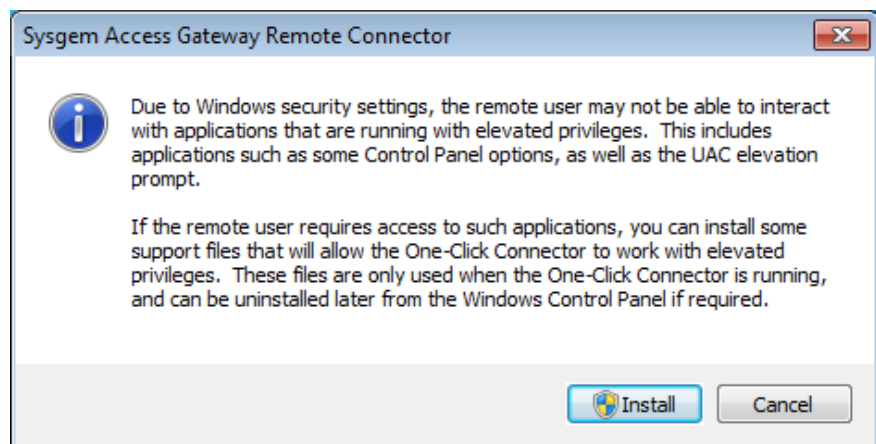 Sysgem Access Gateway Remote Connector
Due to Windows security settings, the remote user may not be able to interact
with applications that are running with elevated privileges.  This includes
applications such as some Control Panel options, as well as the UAC elevation
prompt.
If the remote user requires access to such applications, you can install some
support files that will allow the One-Click Connector to work with elevated
privileges.  These files are only used when the One-Click Connector is running,
and can be uninstalled later from the Windows Control Panel if required.
Install
Cancel